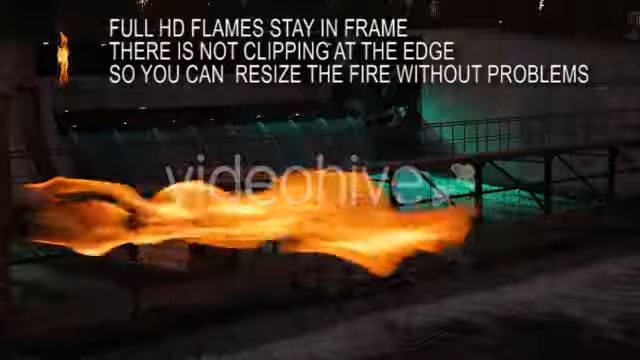 FULL HD FLAMES STAY IN FRAME
THERE IS NOT CLIPPING AT THE EDGE
SO YOU CAN RESIZE THE FIRE WITHOUT PROBLEMS
videohive